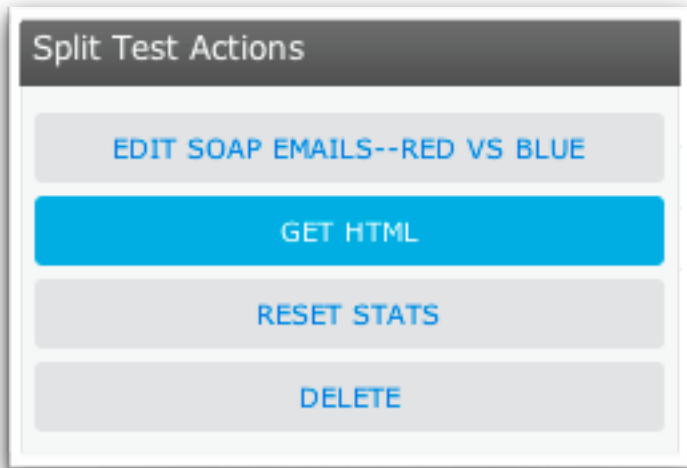 Split Test Actions
EDIT SOAP EMAILS--RED VS BLUE
GET HTML
RESET STATS
DELETE